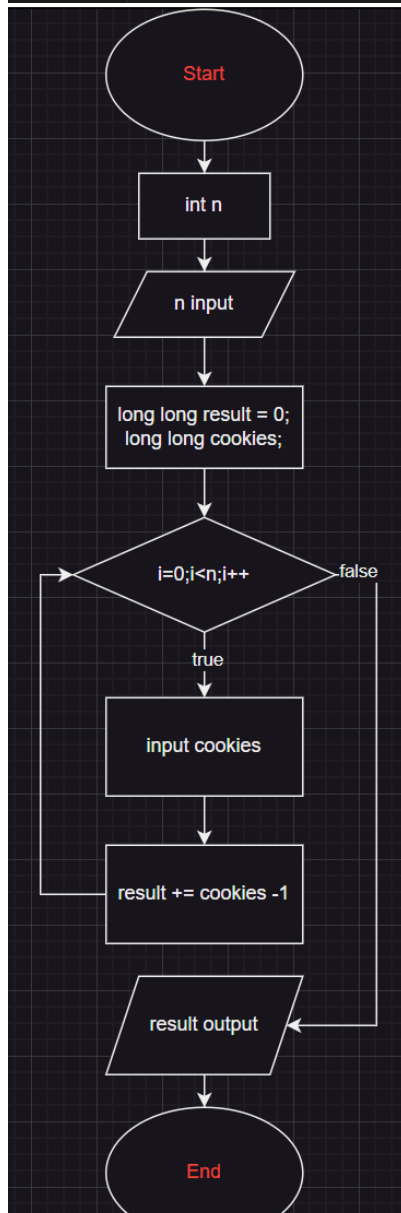 Start
int n
n input
long long result = 0;
long long cookies;
i=0;i<n;i++
false
true
input cookies
result += cookies -1
result output
End